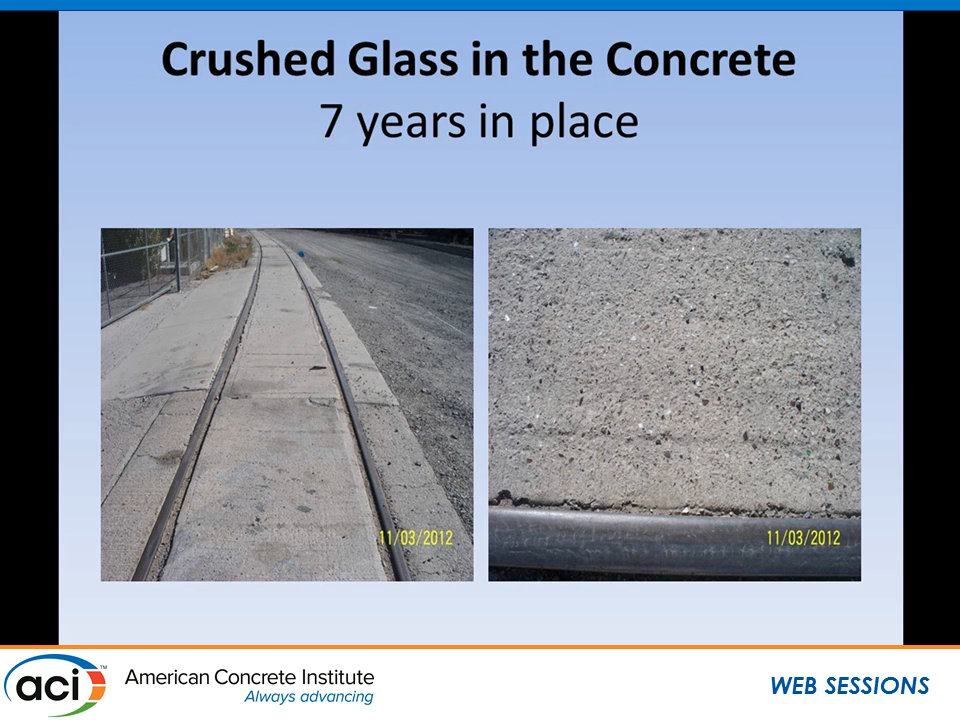 Crushed Glass in the Concrete
7 years in place
11/03/2012
11/03/2012
aci™
American Concrete Institute
Always advancing
WEB SESSIONS